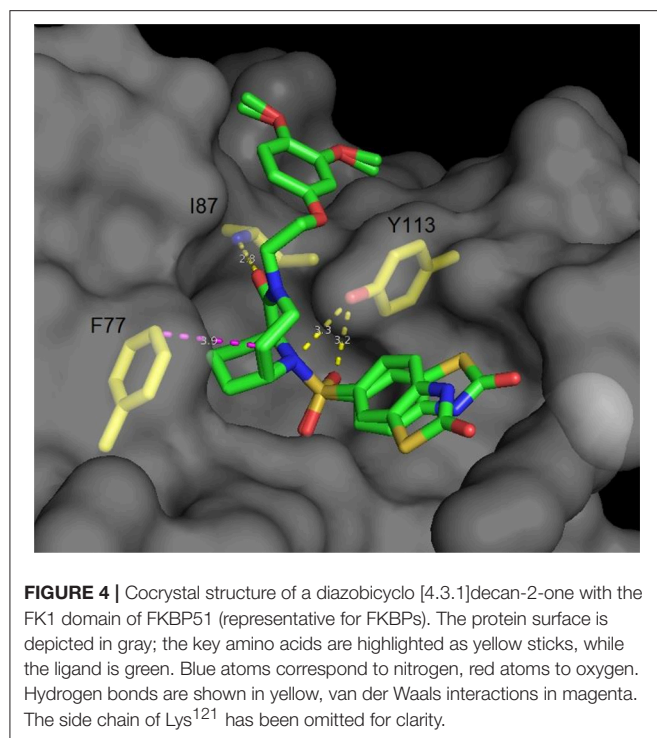 I87
Y113
2.8
F77
3.9
3.3
3.2
FIGURE 4 | Cocrystal structure of a diazobicyclo [4.3.1]decan-2-one with the
FK1 domain of FKBP51 (representative for FKBPs). The protein surface is
depicted in gray; the key amino acids are highlighted as yellow sticks, while
the ligand is green. Blue atoms correspond to nitrogen, red atoms to oxygen.
Hydrogen bonds are shown in yellow, van der Waals interactions in magenta.
The side chain of Lys¹²¹ has been omitted for clarity.